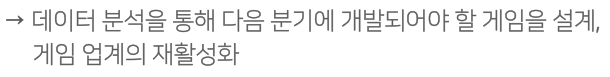 → 데이터 분석을 통해 다음 분기에 개발되어야 할 게임을 설계,
게임 업계의 재활성화